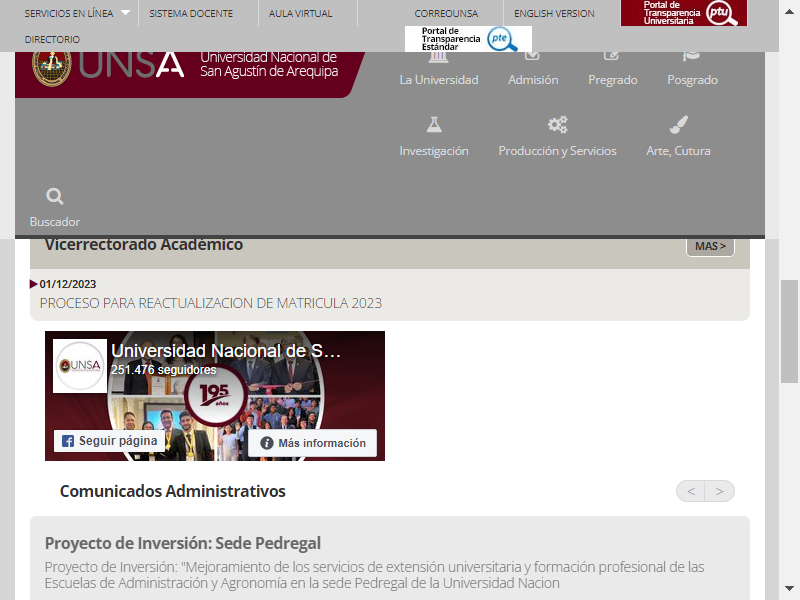 SERVICIOS EN LÍNEA
SISTEMA DOCENTE
AULA VIRTUAL
CORREOUNSA
ENGLISH VERSION
Portal de
Transparencia
Universitaria
ptu
DIRECTORIO
Portal de
Transparencia
Estándar
pte
UNSA
Universidad Nacional de
San Agustín de Arequipa
La Universidad
Admisión
Pregrado
Posgrado
Investigación
Producción y Servicios
Arte, Cutura
Buscador
Vicerrectorado Académico
MAS >
01/12/2023
PROCESO PARA REACTUALIZACION DE MATRICULA 2023
UNSA
Universidad Nacional de S...
251.476 seguidores
195
años
Seguir página
Más información
Comunicados Administrativos
< >
Proyecto de Inversión: Sede Pedregal
Proyecto de Inversión: "Mejoramiento de los servicios de extensión universitaria y formación profesional de las
Escuelas de Administración y Agronomía en la sede Pedregal de la Universidad Nacion